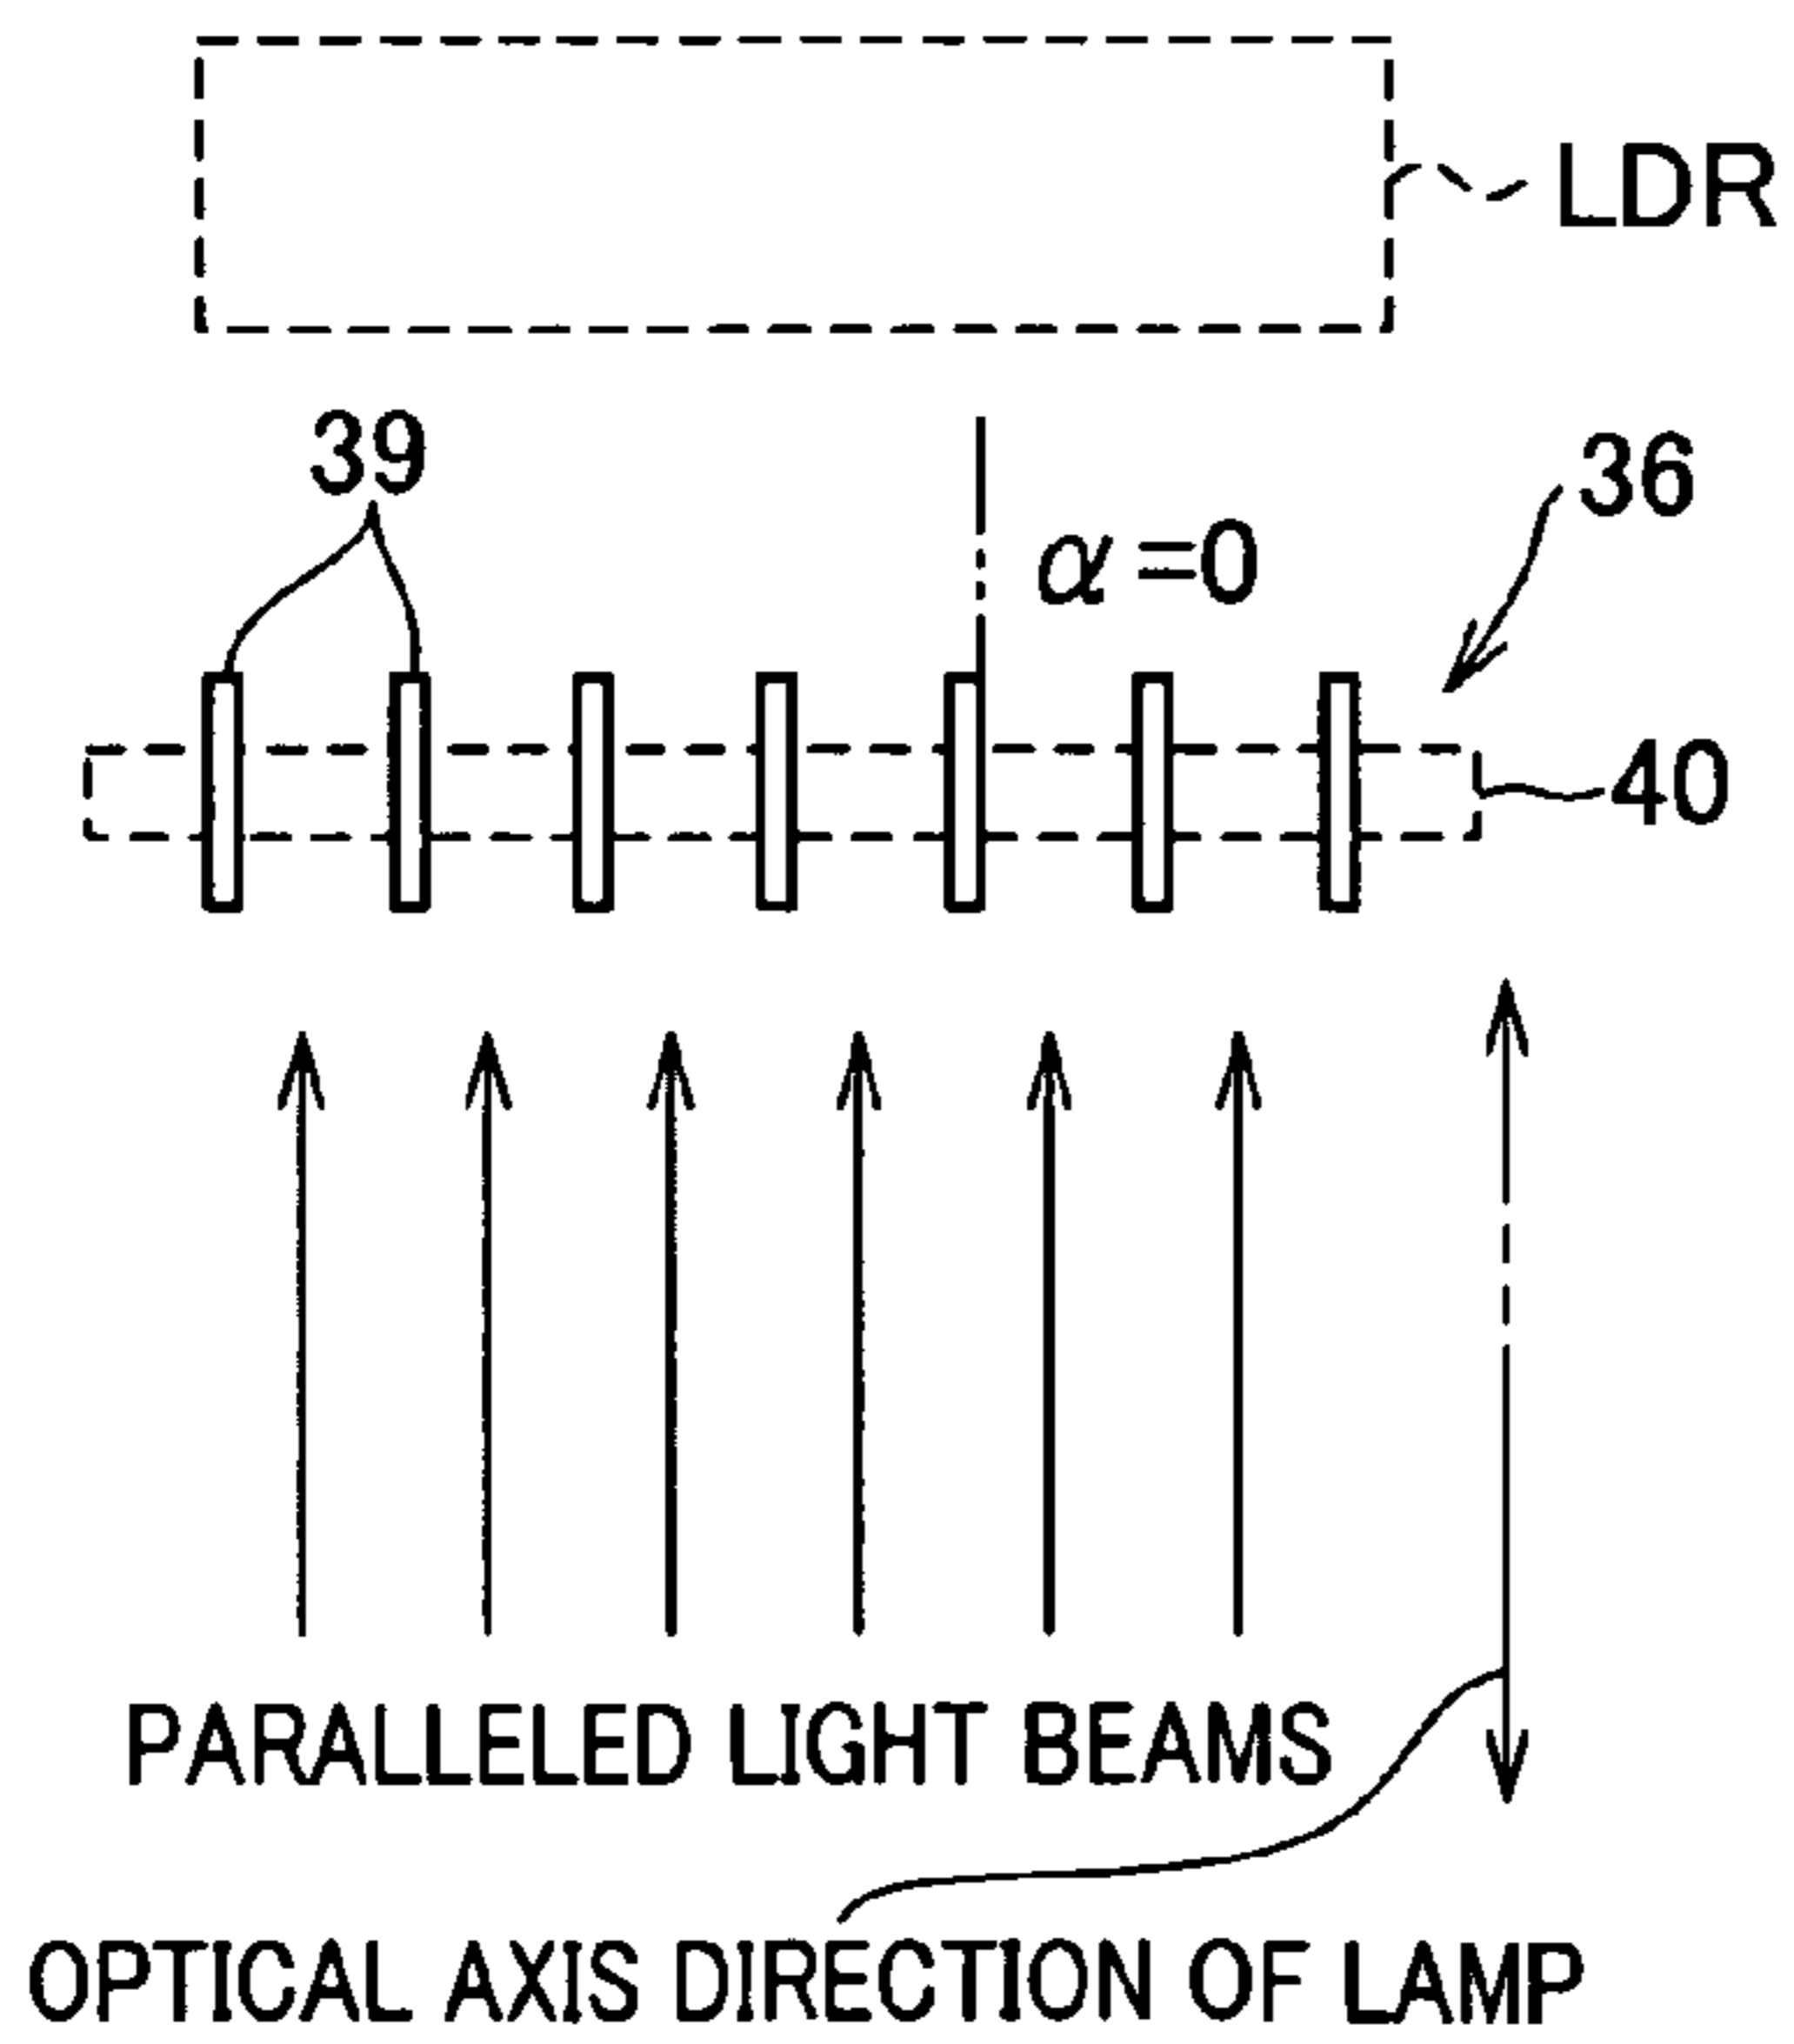 LDR
39
36
α=0
40
PARALLELED LIGHT BEAMS
OPTICAL AXIS DIRECTION OF LAMP